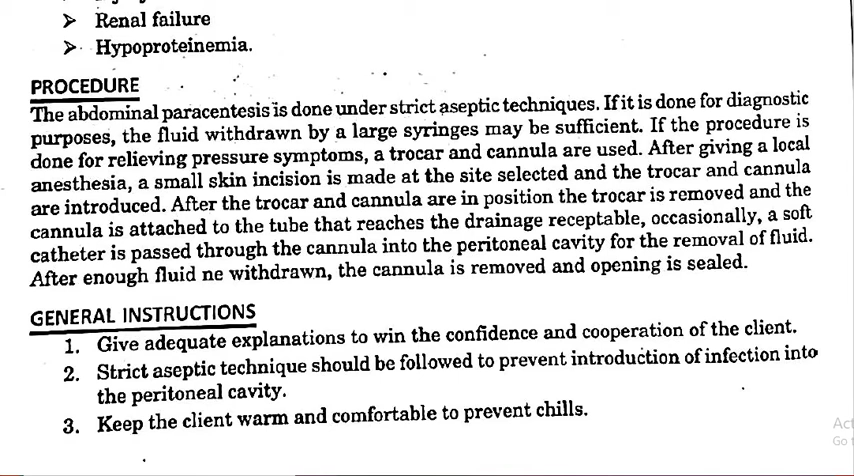 ➤ Renal failure
➤ Hypoproteinemia.
PROCEDURE
The abdominal paracentesis is done under strict aseptic techniques. If it is done for diagnostic
purposes, the fluid withdrawn by a large syringes may be sufficient. If the procedure is
done for relieving pressure symptoms, a trocar and cannula are used. After giving a local
anesthesia, a small skin incision is made at the site selected and the trocar and cannula
are introduced. After the trocar and cannula are in position the trocar is removed and the
cannula is attached to the tube that reaches the drainage receptable, occasionally, a soft
catheter is passed through the cannula into the peritoneal cavity for the removal of fluid.
After enough fluid ne withdrawn, the cannula is removed and opening is sealed.
GENERAL INSTRUCTIONS
1. Give adequate explanations to win the confidence and cooperation of the client.
2. Strict aseptic technique should be followed to prevent introduction of infection into
the peritoneal cavity.
3. Keep the client warm and comfortable to prevent chills.